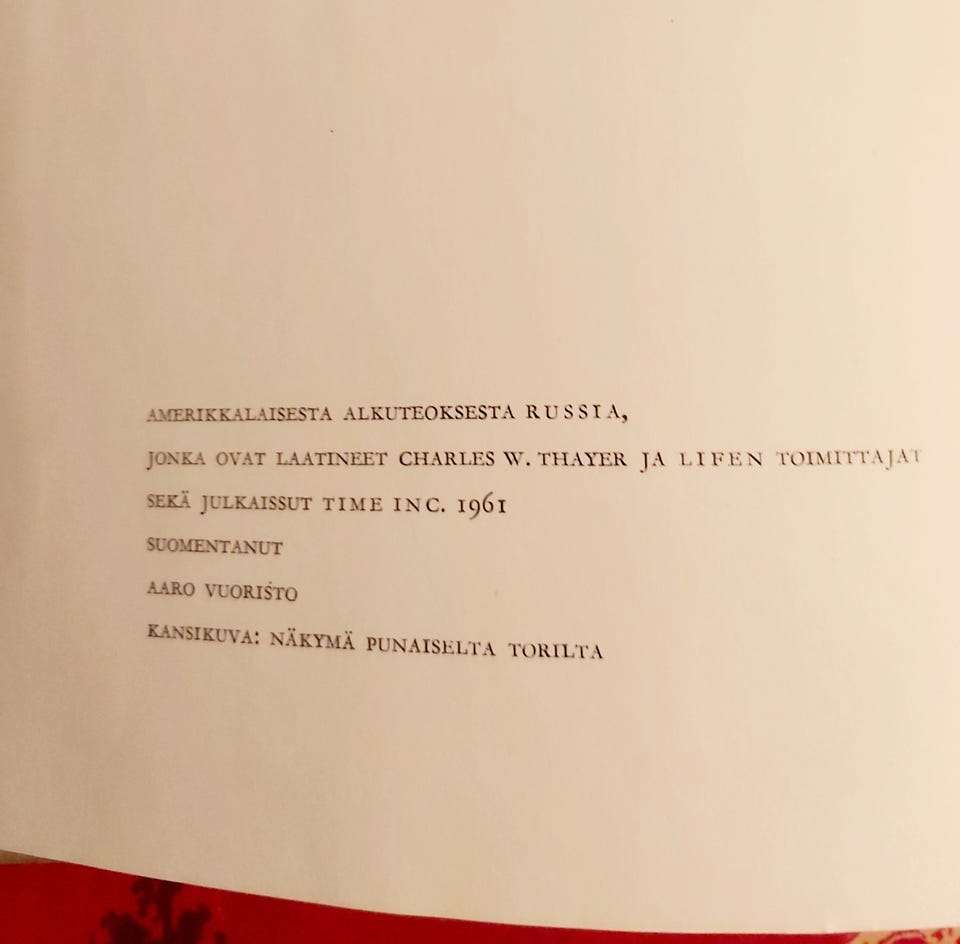 AMERIKKALAISESTA ALKUTEOKSESTA RUSSIA,
JONKA OVAT LAATINEET CHARLES W. THAYER JA LIFEN TOIMITTAJAT
SEKÄ JULKAISSUT TIME INC. 1961
SUOMENTANUT
AARO VUORISTO
KANSIKUVA: NÄKYMÄ PUNAISELTA TORILTA